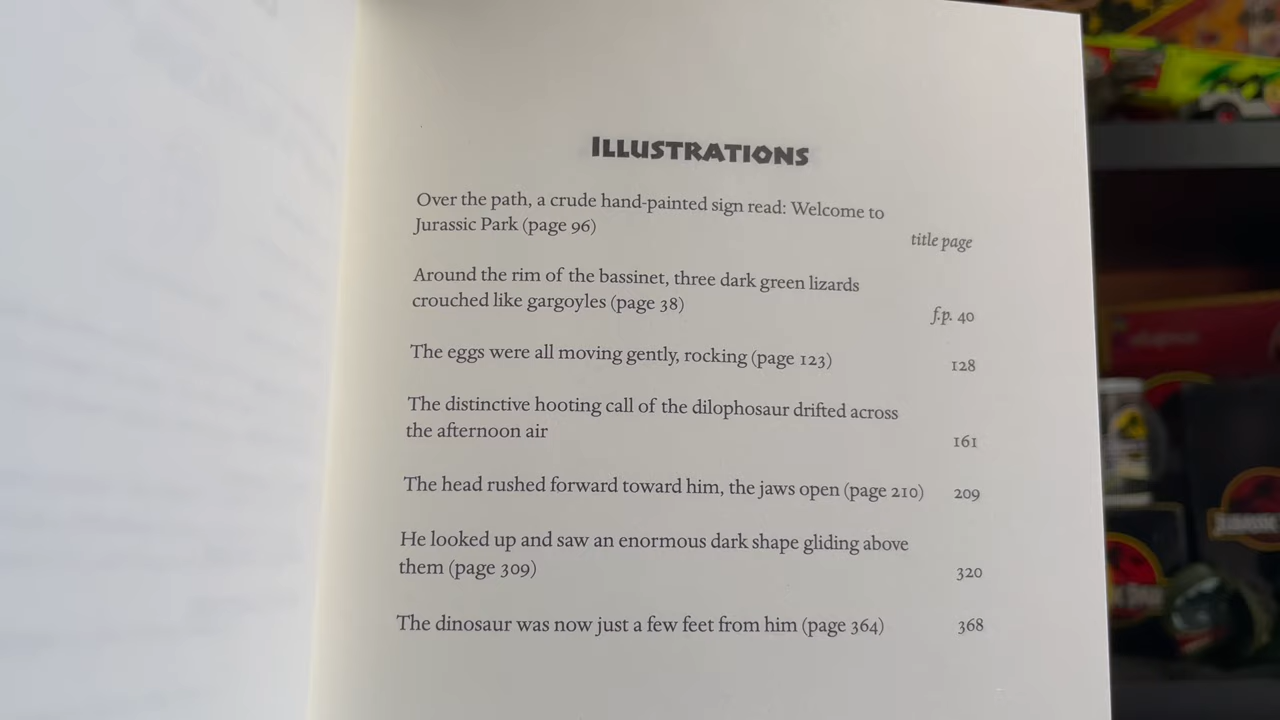 ILLUSTRATIONS
Over the path, a crude hand-painted sign read: Welcome to
Jurassic Park (page 96)
title page
Around the rim of the bassinet, three dark green lizards
crouched like gargoyles (page 38)
f.p. 40
The eggs were all moving gently, rocking (page 123) 128
The distinctive hooting call of the dilophosaur drifted across
the afternoon air
161
The head rushed forward toward him, the jaws open (page 210) 209
He looked up and saw an enormous dark shape gliding above
them (page 309)
320
The dinosaur was now just a few feet from him (page 364) 368